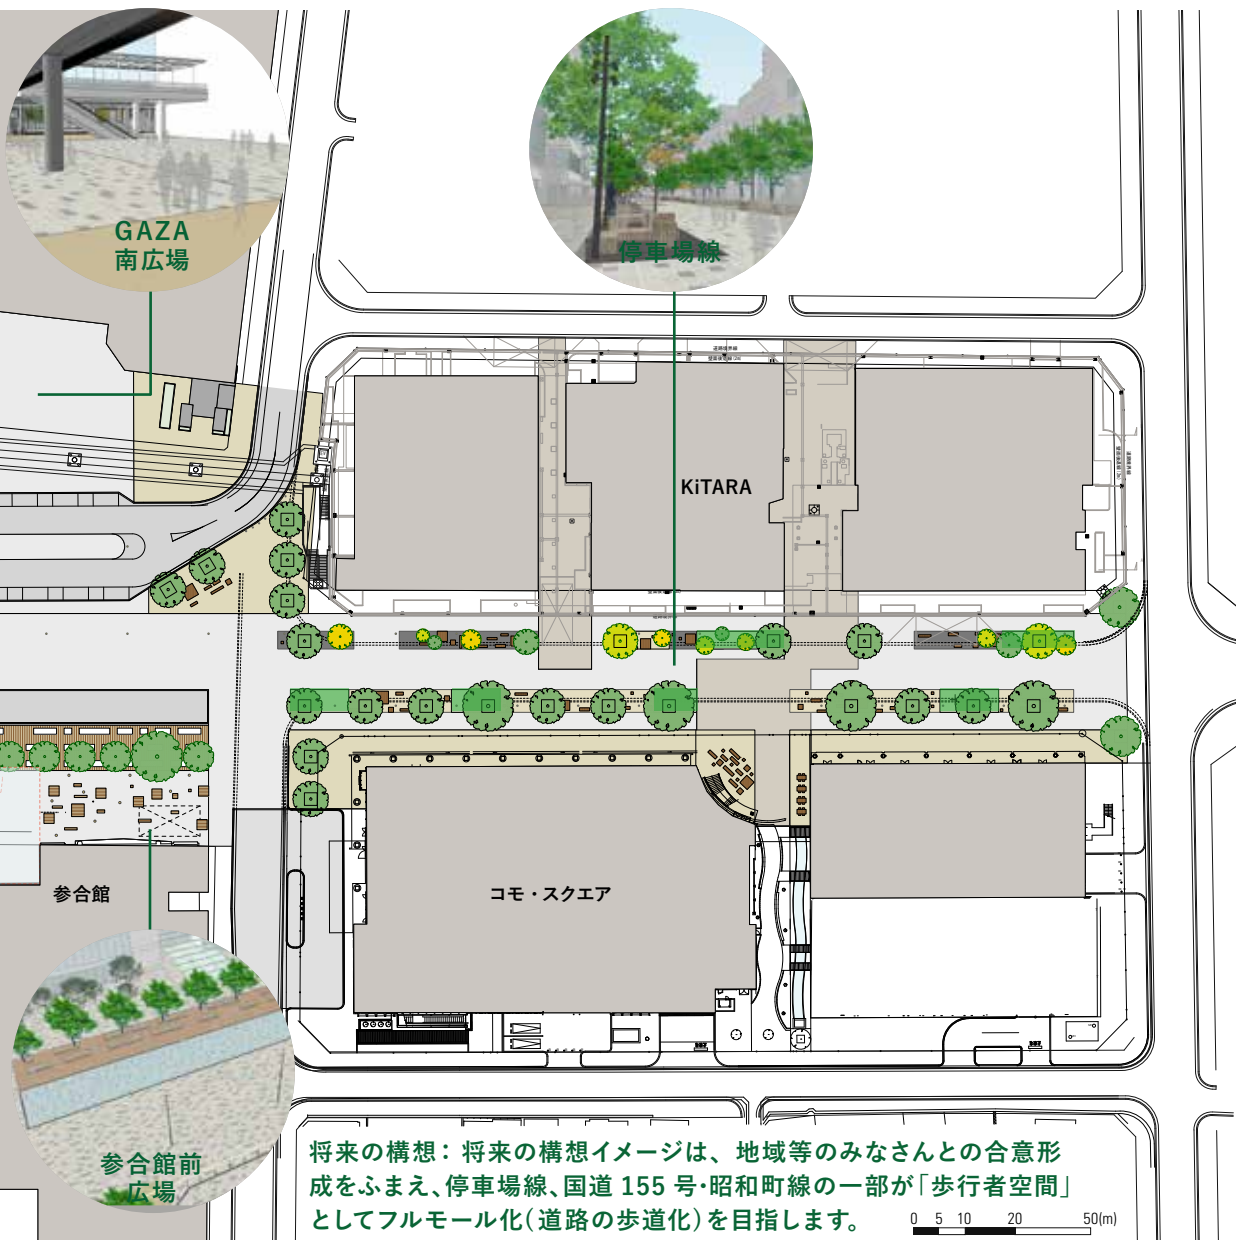 GAZA
南広場
停車場線
KiTARA
コモ・スクエア
参合館
参合館前
広場
将来の構想：将来の構想イメージは、地域等のみなさんとの合意形
成をふまえ、停車場線、国道 155 号・昭和町線の一部が「歩行者空間」
としてフルモール化（道路の歩道化）を目指します。
0 5 10 20 50(m)